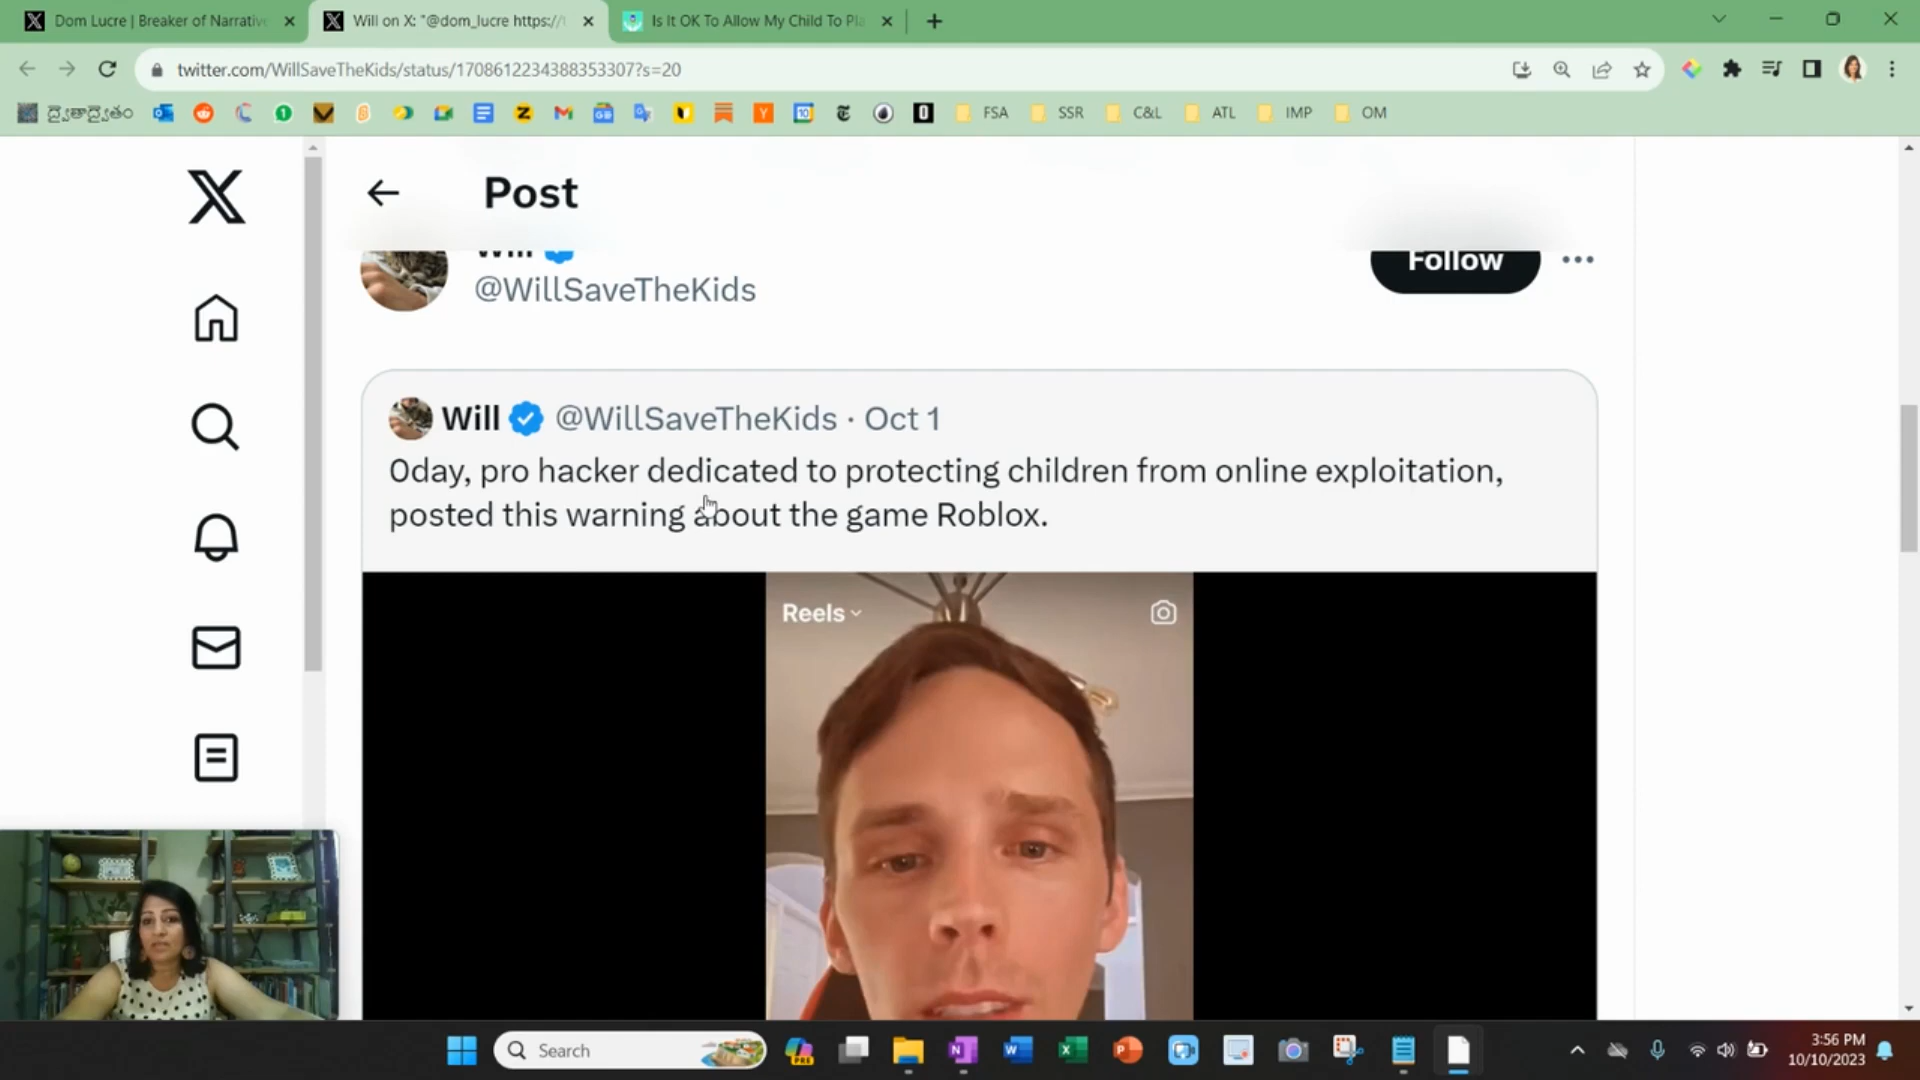 Dom Lucre | Breaker of Narrative
Will on X: "@dom_lucre https://t
Is It OK To Allow My Child To Pla
twitter.com/WillSaveTheKids/status/1708612234388353307?s=20
ద్వైతాద్వైతం
FSA
SSR
C&L
ATL
IMP
OM
Post
Will
@WillSaveTheKids
Follow
Will @WillSaveTheKids · Oct 1
0day, pro hacker dedicated to protecting children from online exploitation,
posted this warning about the game Roblox.
Reels
Search
3:56 PM
10/10/2023